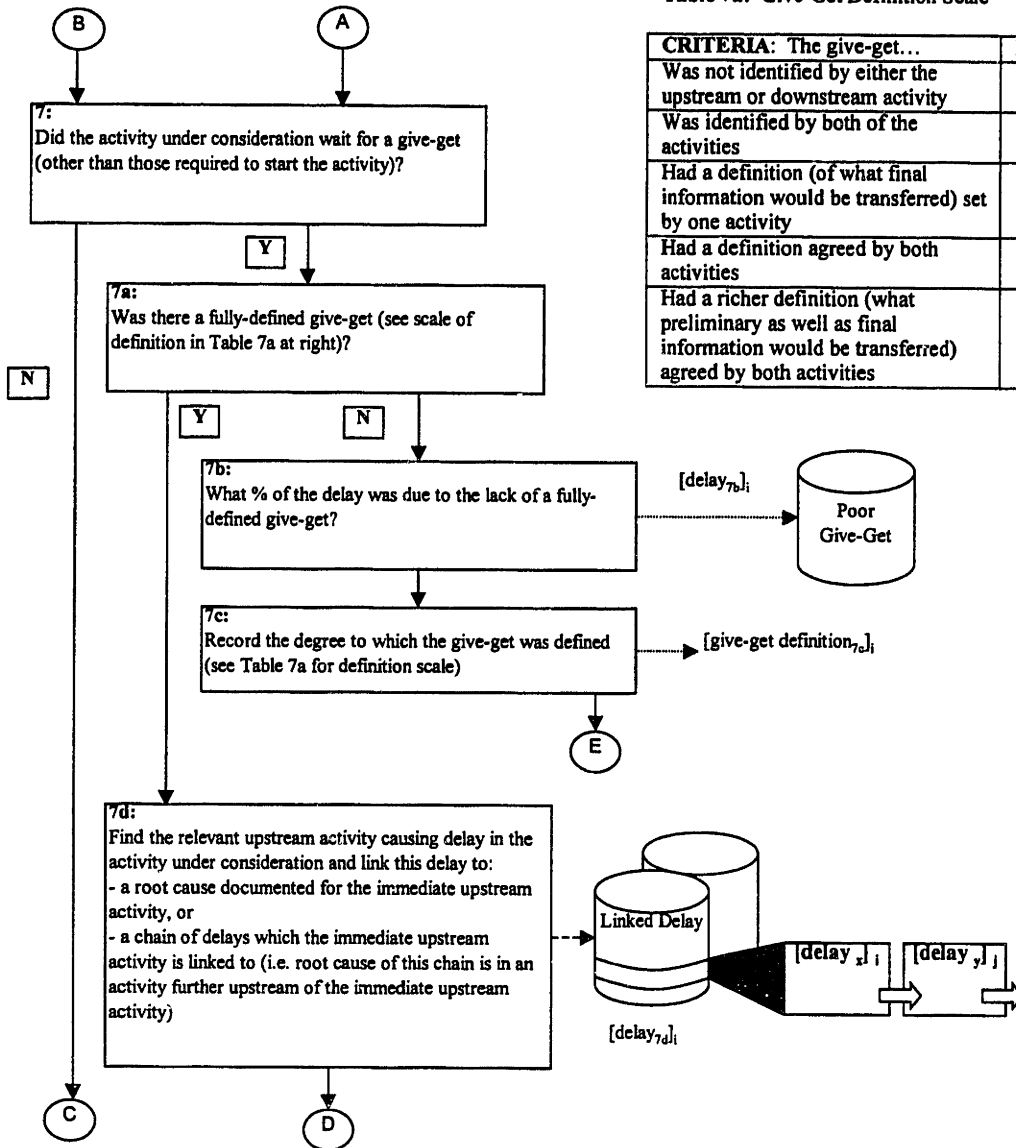 B
A
CRITERIA: The give-get...
Was not identified by either the
upstream or downstream activity
Was identified by both of the
activities
Had a definition (of what final
information would be transferred) set
by one activity
Had a definition agreed by both
activities
Had a richer definition (what
preliminary as well as final
information would be transferred)
agreed by both activities
7:
Did the activity under consideration wait for a give-get
(other than those required to start the activity)?
Y
7a:
Was there a fully-defined give-get (see scale of
definition in Table 7a at right)?
N
Y
N
7b:
What % of the delay was due to the lack of a fully-
defined give-get?
[delay7b]i
Poor
Give-Get
7c:
Record the degree to which the give-get was defined
(see Table 7a for definition scale)
[give-get definition7c]i
E
7d:
Find the relevant upstream activity causing delay in the
activity under consideration and link this delay to:
- a root cause documented for the immediate upstream
activity, or
- a chain of delays which the immediate upstream
activity is linked to (i.e. root cause of this chain is in an
activity further upstream of the immediate upstream
activity)
Linked Delay
[delay x] i
[delay y] j
[delay7d]i
C
D